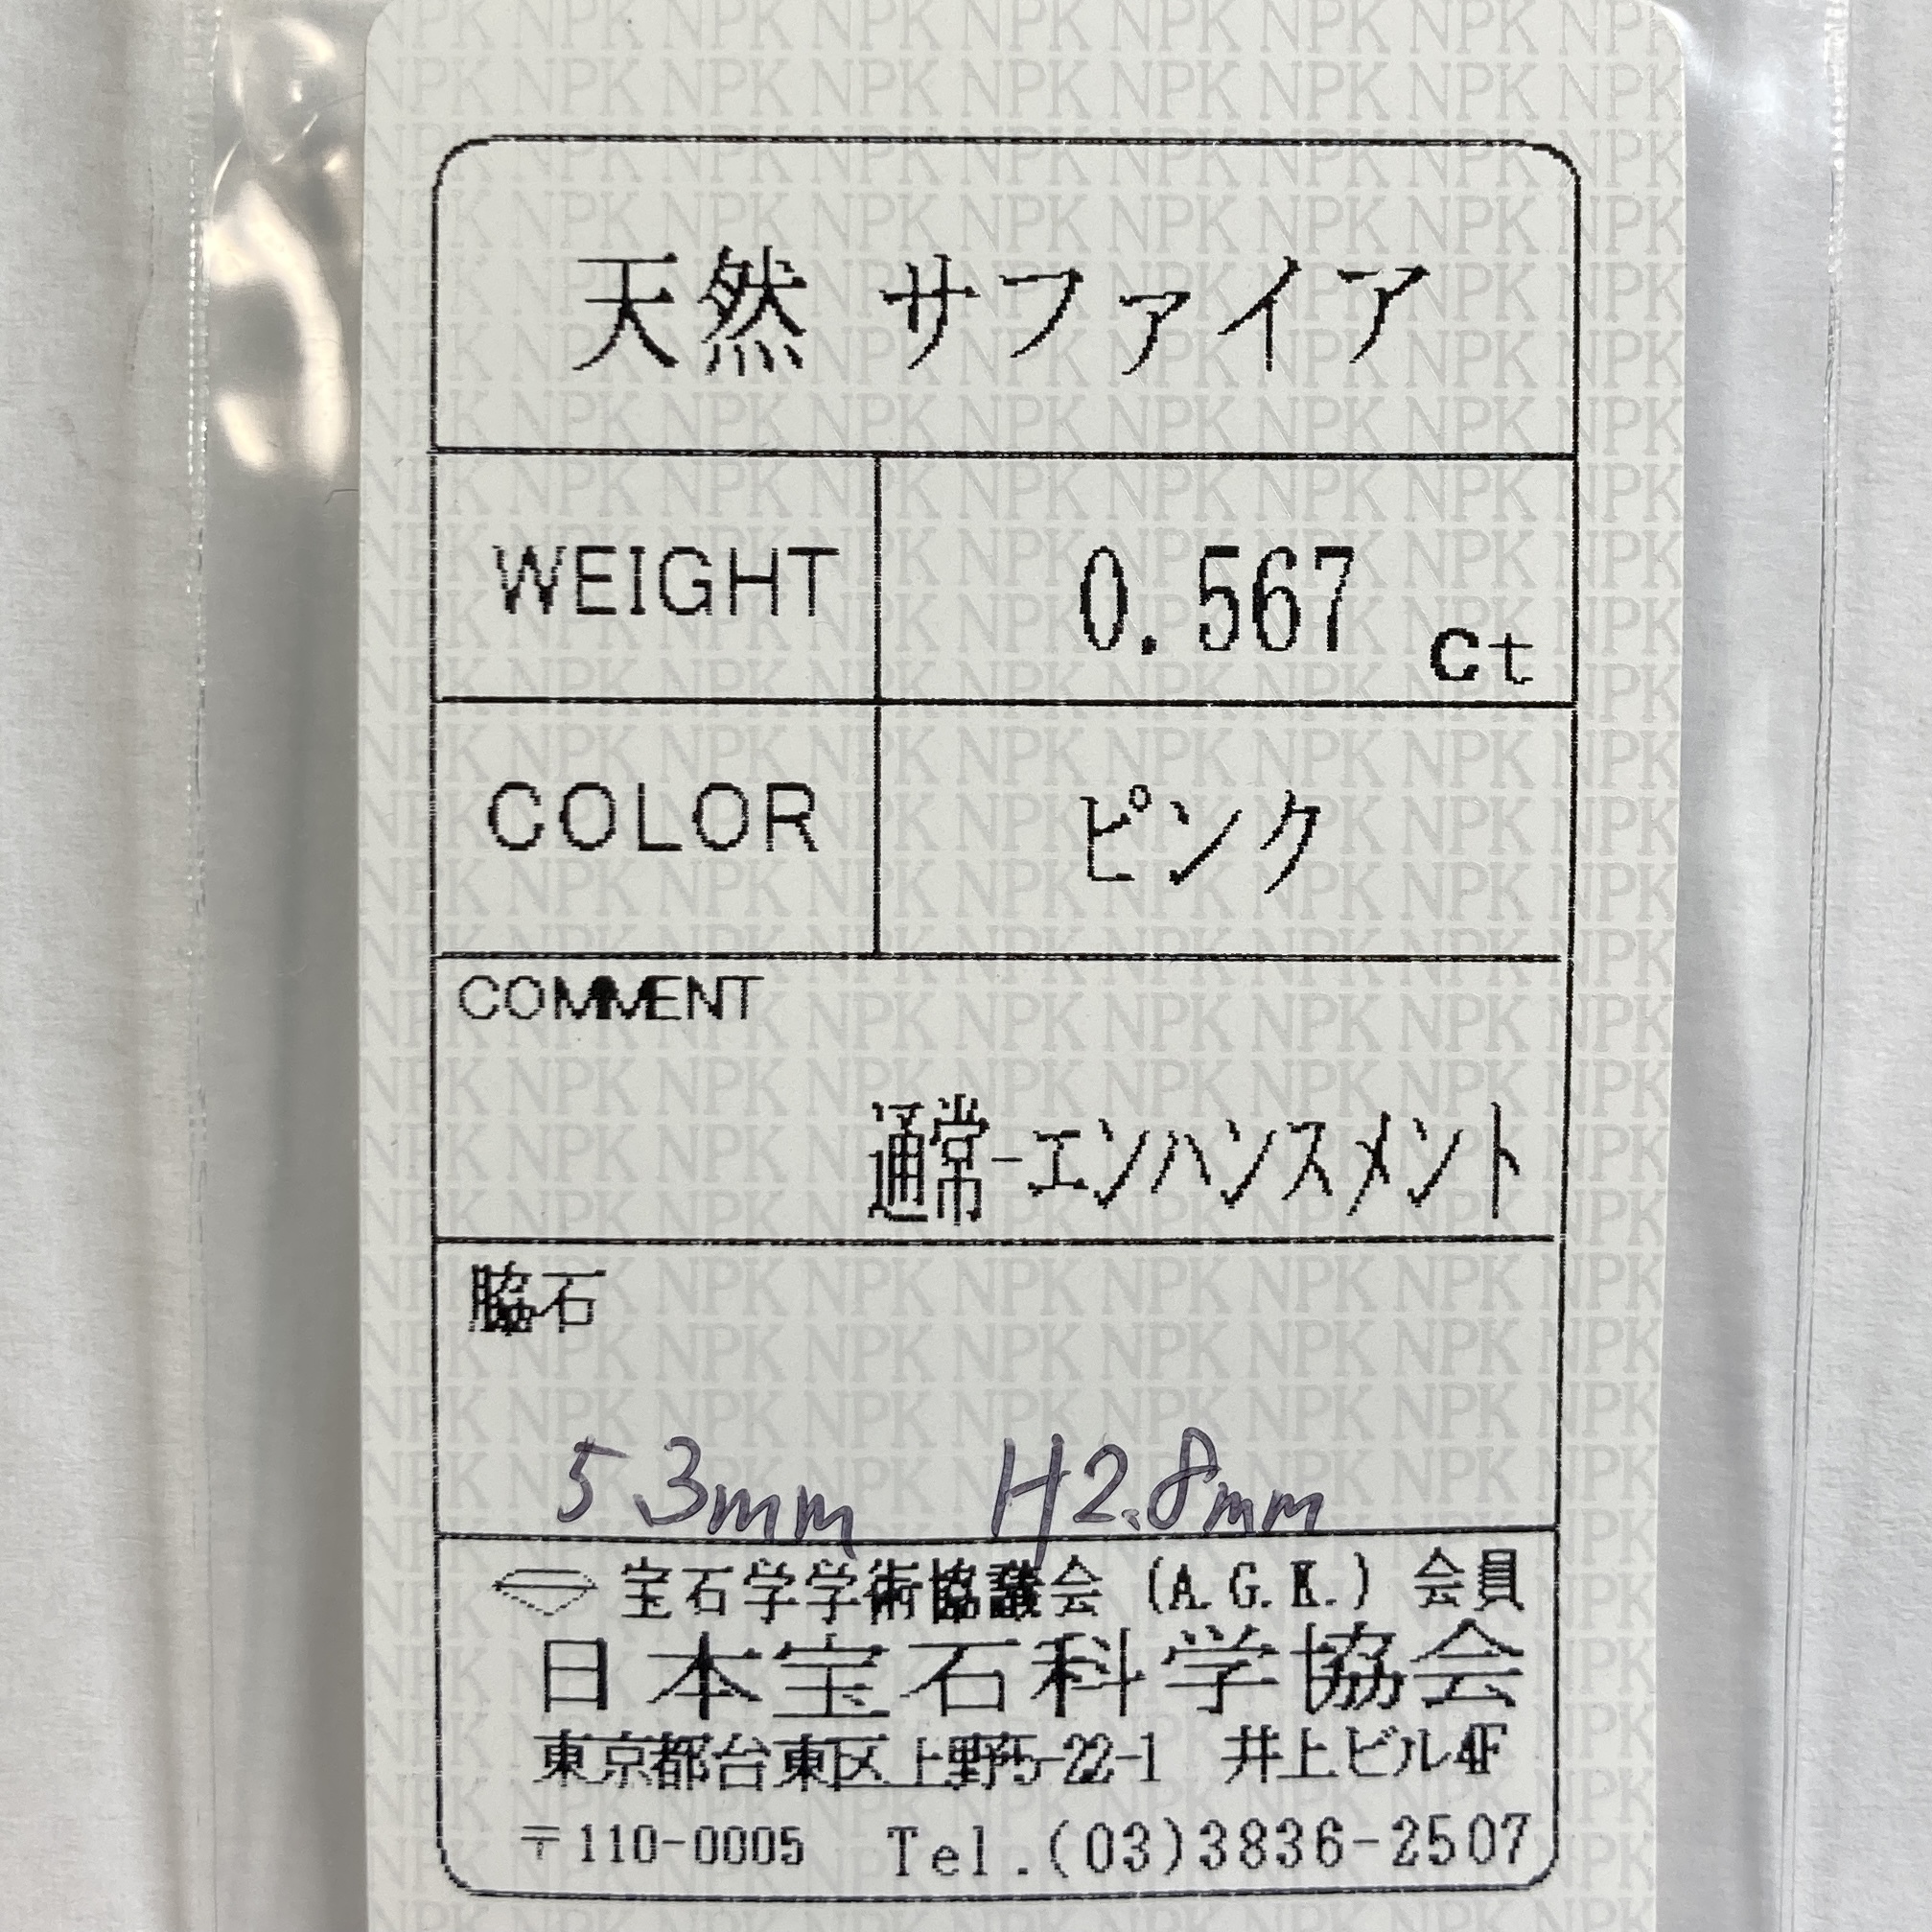 天然 サファイア
WEIGHT 0.567 ct
COLOR ピンク
COMMENT
通常-エンハンスメント
脇石
5.3mm H2.8mm
宝石学学術協議会 (A.G.K.) 会員
日本宝石科学協会
東京都台東区上野5-22-1 井上ビル4F
〒110-0005 Tel.(03)3836-2507